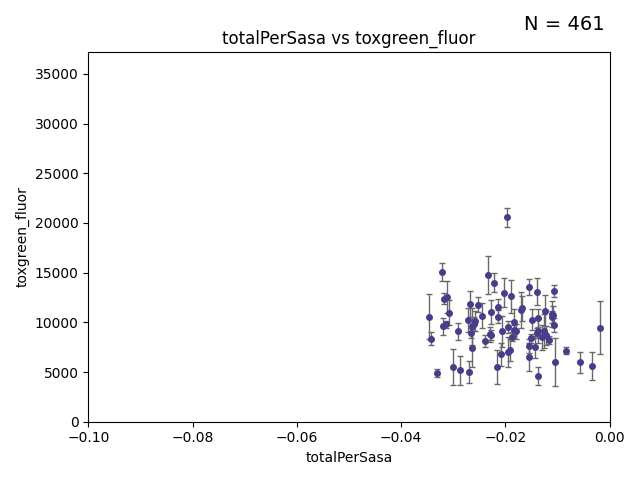 N = 461
totalPerSasa vs toxgreen_fluor
toxgreen_fluor
35000
30000
25000
20000
15000
10000
5000
0
−0.10 −0.08 −0.06 −0.04 −0.02 0.00
totalPerSasa